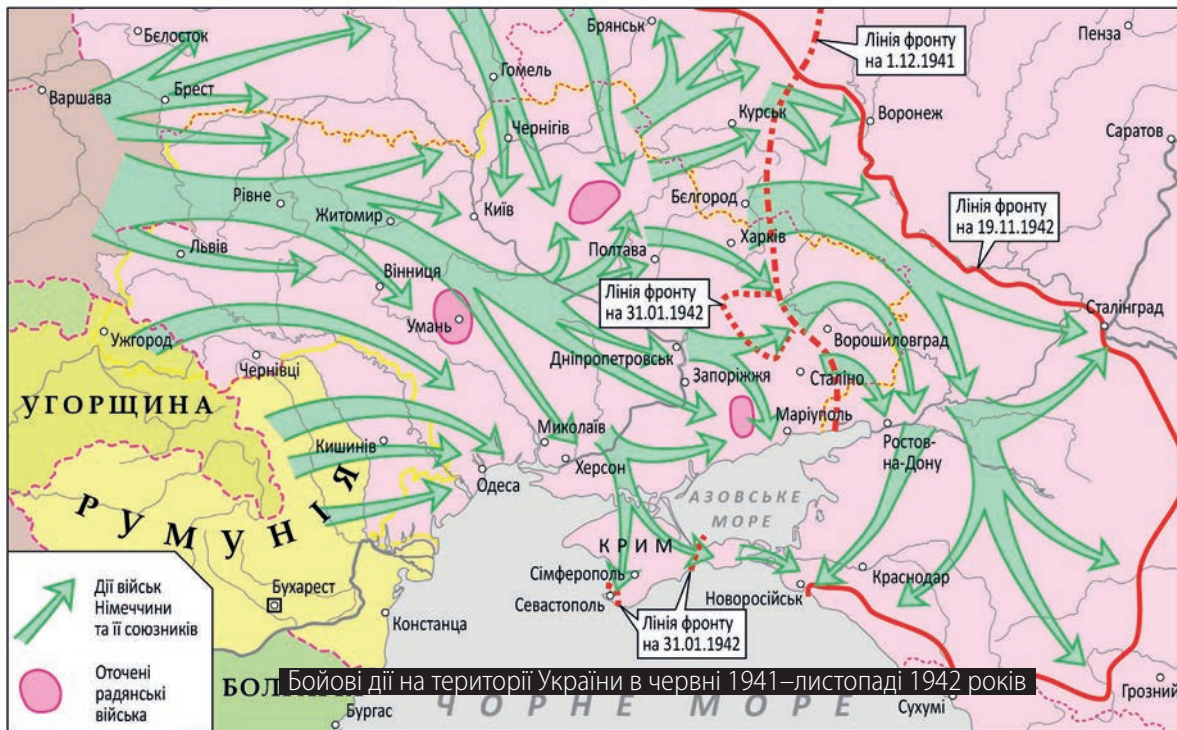 Бєлосток
Варшава
Брест
Гомель
Чернігів
Брянськ
Лінія фронту
на 1.12.1941
Пенза
Курськ
Воронеж
Саратов
Рівне
Житомир
Київ
Бєлгород
Лінія фронту
на 19.11.1942
Львів
Вінниця
Полтава
Харків
Лінія фронту
на 31.01.1942
Сталінград
Умань
Ужгород
Чернівці
Дніпропетровськ
Ворошиловград
Запоріжжя
Сталіно
УГОРЩИНА
Кишинів
Миколаїв
Маріуполь
Херсон
Ростов-
на-Дону
Одеса
РУМУНІЯ
АЗОВСЬКЕ
МОРЕ
КРИМ
Дії військ
Німеччини
та її союзників
Бухарест
Сімферополь
Севастополь
Новоросійськ
Краснодар
Констанца
Лінія фронту
на 31.01.1942
Оточені
радянські
війська
Бойові дії на території України в червні 1941–листопаді 1942 років
Грозний
Бургас
ЧОРНЕ МОРЕ
Сухумі